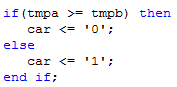 if(tmpa >= tmpb) then
   car <= '0';
else
   car <= '1';
end if;